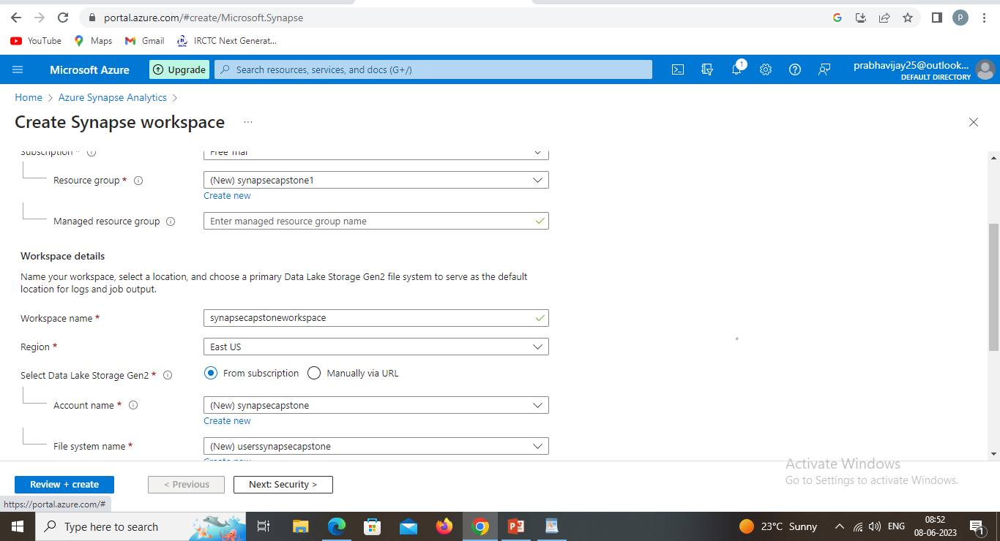 portal.azure.com/#create/Microsoft.Synapse
G
P
YouTube Maps Gmail IRCTC Next Generat...
Microsoft Azure Upgrade Search resources, services, and docs (G+/) 1 prabhavijay25@outlook...
DEFAULT DIRECTORY
Home > Azure Synapse Analytics >
Create Synapse workspace ...
Subscription * Free Trial
Resource group * (New) synapsecapstone1
Create new
Managed resource group Enter managed resource group name
Workspace details
Name your workspace, select a location, and choose a primary Data Lake Storage Gen2 file system to serve as the default
location for logs and job output.
Workspace name * synapsecapstoneworkspace
Region * East US
Select Data Lake Storage Gen2 * From subscription Manually via URL
Account name * (New) synapsecapstone
Create new
File system name * (New) userssynapsecapstone
Create new
Activate Windows
Go to Settings to activate Windows.
Review + create < Previous Next: Security >
https://portal.azure.com/#
Type here to search 23°C Sunny ENG 08:52
08-06-2023 1